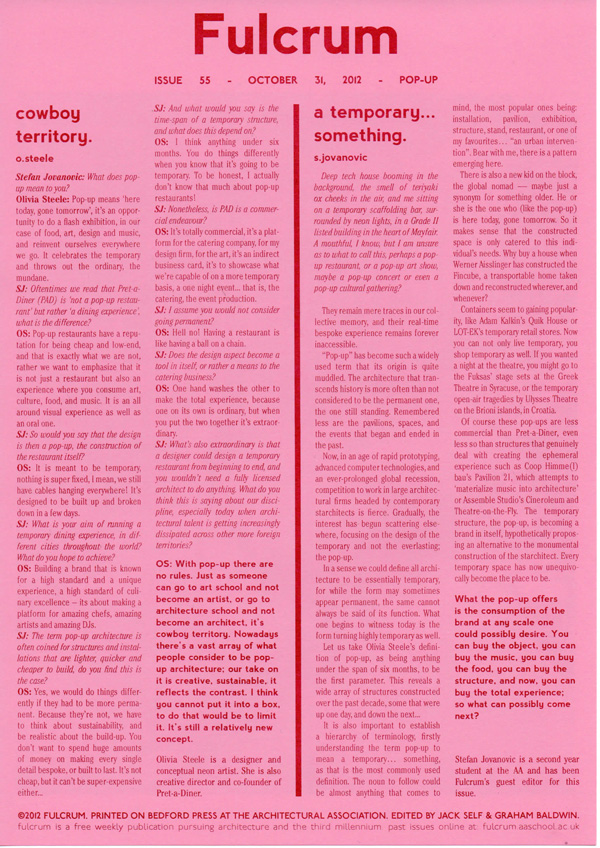 Fulcrum
ISSUE 55 - OCTOBER 31, 2012 - POP-UP
cowboy
territory.
o.steele
Stefan Jovanovic: What does pop-
up mean to you?
Olivia Steele: Pop-up means 'here
today, gone tomorrow', it's an oppor-
tunity to do a flash exhibition, in our
case of food, art, design and music,
and reinvent ourselves everywhere
we go. It celebrates the temporary
and throws out the ordinary, the
mundane.
SJ: Oftentimes we read that Pret-a-
Diner (PAD) is 'not a pop-up restau-
rant' but rather 'a dining experience'.
what is the difference?
OS: Pop-up restaurants have a repu-
tation for being cheap and low-end,
and that is exactly what we are not,
rather we want to emphasize that it
is not just a restaurant but also an
experience where you consume art,
culture, food, and music. It is an all
around visual experience as well as
an oral one.
SJ: So would you say that the design
is then a pop-up, the construction of
the restaurant itself?
OS: It is meant to be temporary,
nothing is super fixed, I mean, we still
have cables hanging everywhere! It's
designed to be built up and broken
down in a few days.
SJ: What is your aim of running a
temporary dining experience, in dif-
ferent cities throughout the world?
What do you hope to achieve?
OS: Building a brand that is known
for a high standard and a unique
experience, a high standard of culi-
nary excellence – its about making a
platform for amazing chefs, amazing
artists and amazing DJs.
SJ: The term pop-up architecture is
often coined for structures and instal-
lations that are lighter, quicker and
cheaper to build, do you find this is
the case?
OS: Yes, we would do things differ-
ently if they had to be more perma-
nent. Because they're not, we have
to think about sustainability, and
be realistic about the build-up. You
don't want to spend huge amounts
of money on making every single
detail bespoke, or built to last. It's not
cheap, but it can't be super-expensive
either...
SJ: And what would you say is the
time-span of a temporary structure,
and what does this depend on?
OS: I think anything under six
months. You do things differently
when you know that it's going to be
temporary. To be honest, I actually
don't know that much about pop-up
restaurants!
SJ: Nonetheless, is PAD a commer-
cial endeavour?
OS: It's totally commercial, it's a plat-
form for the catering company, for my
design firm, for the art, it's an indirect
business card, it's to showcase what
we're capable of on a more temporary
basis, a one night event... that is, the
catering, the event production.
SJ: I assume you would not consider
going permanent?
OS: Hell no! Having a restaurant is
like having a ball on a chain.
SJ: Does the design aspect become a
tool in itself, or rather a means to the
catering business?
OS: One hand washes the other to
make the total experience, because
one on its own is ordinary, but when
you put the two together it's extraor-
dinary.
SJ: What's also extraordinary is that
a designer could design a temporary
restaurant from beginning to end, and
you wouldn't need a fully licensed
architect to do anything. What do you
think this is saying about our disci-
pline, especially today when archi-
tectural talent is getting increasingly
dissipated across other more foreign
territories?
OS: With pop-up there are
no rules. Just as someone
can go to art school and not
become an artist, or go to
architecture school and not
become an architect, it's
cowboy territory. Nowadays
there's a vast array of what
people consider to be pop-
up architecture; our take on
it is creative, sustainable, it
reflects the contrast. I think
you cannot put it into a box,
to do that would be to limit
it. It's still a relatively new
concept.
Olivia Steele is a designer and
conceptual neon artist. She is also
creative director and co-founder of
Pret-a-Diner.
a temporary...
something.
s.jovanovic
Deep tech house booming in the
background, the smell of teriyaki
ox cheeks in the air, and me sitting
on a temporary scaffolding bar, sur-
rounded by neon lights, in a Grade II
listed building in the heart of Mayfair.
A mouthful, I know, but I am unsure
as to what to call this, perhaps a pop-
up restaurant, or a pop-up art show,
maybe a pop-up concert or even a
pop-up cultural gathering?
They remain mere traces in our col-
lective memory, and their real-time
bespoke experience remains forever
inaccessible.
"Pop-up" has become such a widely
used term that its origin is quite
muddled. The architecture that tran-
scends history is more often than not
considered to be the permanent one,
the one still standing. Remembered
less are the pavilions, spaces, and
the events that began and ended in
the past.
Now, in an age of rapid prototyping,
advanced computer technologies, and
an ever-prolonged global recession,
competition to work in large architec-
tural firms headed by contemporary
starchitects is fierce. Gradually, the
interest has begun scattering else-
where, focusing on the design of the
temporary and not the everlasting;
the pop-up.
In a sense we could define all archi-
tecture to be essentially temporary,
for while the form may sometimes
appear permanent, the same cannot
always be said of its function. What
one begins to witness today is the
form turning highly temporary as well.
Let us take Olivia Steele's defini-
tion of pop-up, as being anything
under the span of six months, to be
the first parameter. This reveals a
wide array of structures constructed
over the past decade, some that were
up one day, and down the next...
It is also important to establish
a hierarchy of terminology, firstly
understanding the term pop-up to
mean a temporary... something,
as that is the most commonly used
definition. The noun to follow could
be almost anything that comes to
mind, the most popular ones being:
installation, pavilion, exhibition,
structure, stand, restaurant, or one of
my favourites... "an urban interven-
tion". Bear with me, there is a pattern
emerging here.
There is also a new kid on the block,
the global nomad — maybe just a
synonym for something older. He or
she is the one who (like the pop-up)
is here today, gone tomorrow. So it
makes sense that the constructed
space is only catered to this indi-
vidual's needs. Why buy a house when
Werner Aisslinger has constructed the
Fincube, a transportable home taken
down and reconstructed wherever, and
whenever?
Containers seem to gaining popular-
ity, like Adam Kalkin's Quik House or
LOT-EK's temporary retail stores. Now
you can not only live temporary, you
shop temporary as well. If you wanted
a night at the theatre, you might go to
the Fuksas' stage sets at the Greek
Theatre in Syracuse, or the temporary
open-air tragedies by Ulysses Theatre
on the Brioni islands, in Croatia.
Of course these pop-ups are less
commercial than Pret-a-Diner, even
less so than structures that genuinely
deal with creating the ephemeral
experience such as Coop Himme(l)
bau's Pavilion 21, which attempts to
'materialize music into architecture'
or Assemble Studio's Cineroleum and
Theatre-on-the-Fly. The temporary
structure, the pop-up, is becoming a
brand in itself, hypothetically propos-
ing an alternative to the monumental
construction of the starchitect. Every
temporary space has now unequivo-
cally become the place to be.
What the pop-up offers
is the consumption of the
brand at any scale one
could possibly desire. You
can buy the object, you can
buy the music, you can buy
the food, you can buy the
structure, and now, you can
buy the total experience;
so what can possibly come
next?
Stefan Jovanovic is a second year
student at the AA and has been
Fulcrum's guest editor for this
issue.
©2012 FULCRUM. PRINTED ON BEDFORD PRESS AT THE ARCHITECTURAL ASSOCIATION. EDITED BY JACK SELF & GRAHAM BALDWIN.
fulcrum is a free weekly publication pursuing architecture and the third millennium past issues online at: fulcrum.aaschool.ac.uk